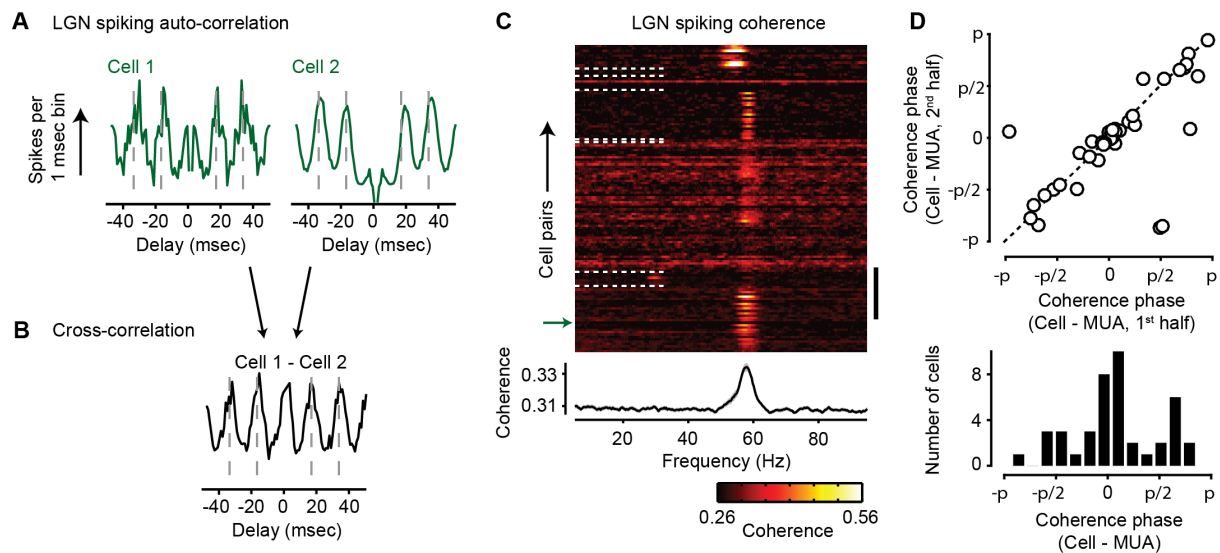 A LGN spiking auto-correlation
Cell 1
Cell 2
Spikes per
1 msec bin
-40 -20 0 20 40
Delay (msec)
-40 -20 0 20 40
Delay (msec)
B Cross-correlation
Cell 1 - Cell 2
-40 -20 0 20 40
Delay (msec)
C LGN spiking coherence
Cell pairs
Coherence
0.33
0.31
20 40 60 80
Frequency (Hz)
0.26 0.56
Coherence
D
Coherence phase
(Cell - MUA, 2nd half)
p
p/2
0
-p/2
-p
-p -p/2 0 p/2 p
Coherence phase
(Cell - MUA, 1st half)
Number of cells
8
4
0
-p -p/2 0 p/2 p
Coherence phase
(Cell - MUA)